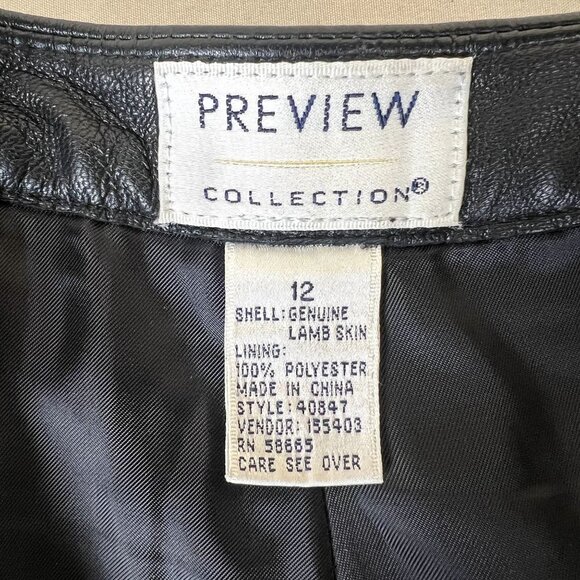 PREVIEW
COLLECTION®
12
SHELL: GENUINE
LAMB SKIN
LINING:
100% POLYESTER
MADE IN CHINA
STYLE: 40847
VENDOR: 155403
RN 58665
CARE SEE OVER